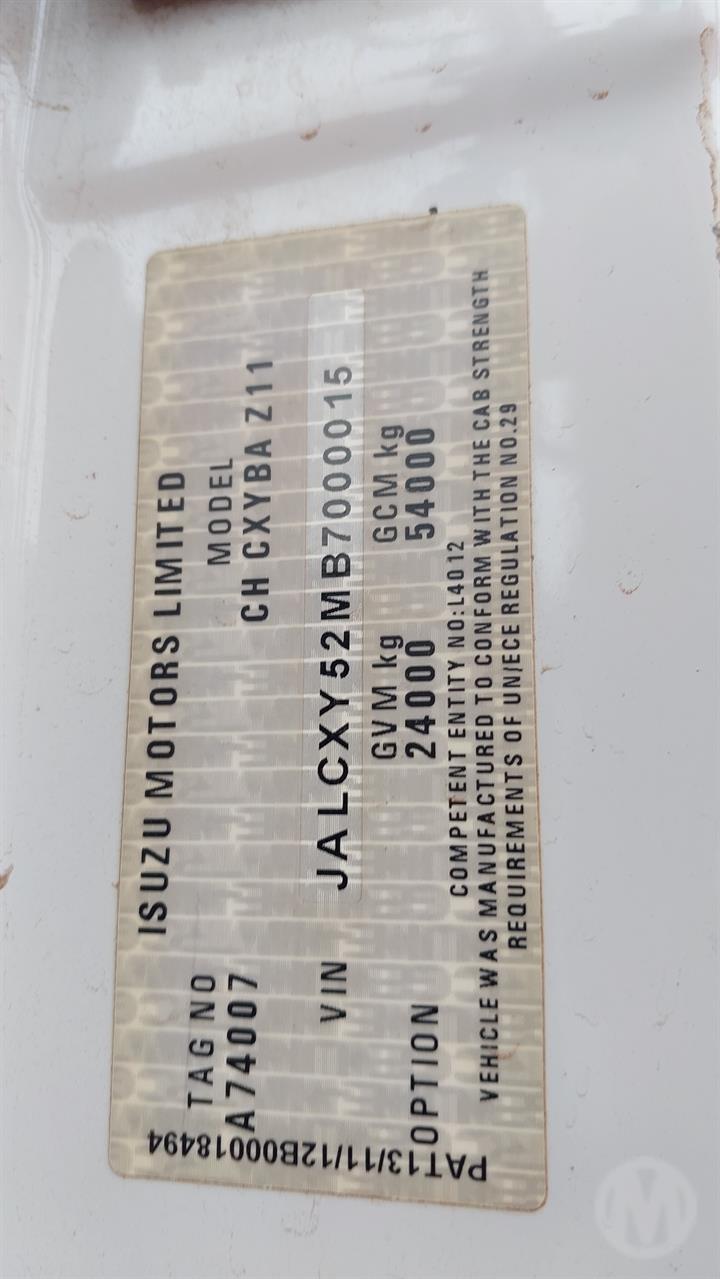 ISUZU MOTORS LIMITED
TAG NO MODEL
A74007 CH CXYBA Z11
VIN JALCXY52MB7000015
GVM kg GCM kg
OPTION 24000 54000
COMPETENT ENTITY NO:L4012
VEHICLE WAS MANUFACTURED TO CONFORM WITH THE CAB STRENGTH
REQUIREMENTS OF UN/ECE REGULATION NO.29
PAT13/11/12B00018494
M